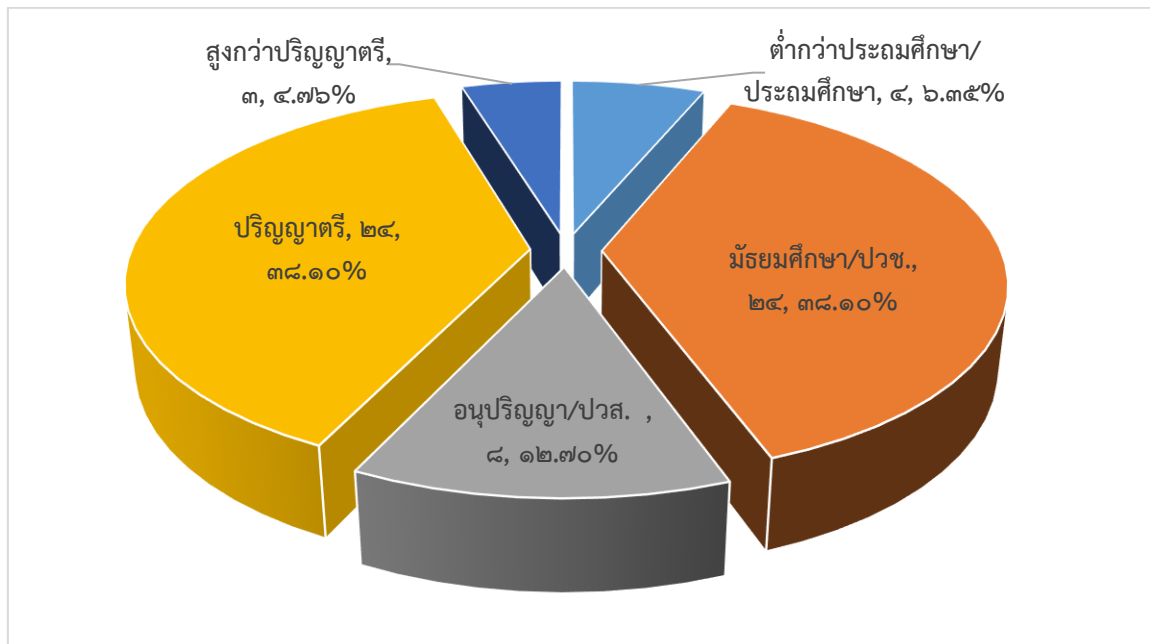 สูงกว่าปริญญาตรี,
๓, ๔.๗๖%
ต่ำกว่าประถมศึกษา/
ประถมศึกษา, ๔, ๖.๓๕%
ปริญญาตรี, ๒๔,
๓๘.๑๐%
มัธยมศึกษา/ปวช.,
๒๔, ๓๘.๑๐%
อนุปริญญา/ปวส. ,
๘, ๑๒.๗๐%